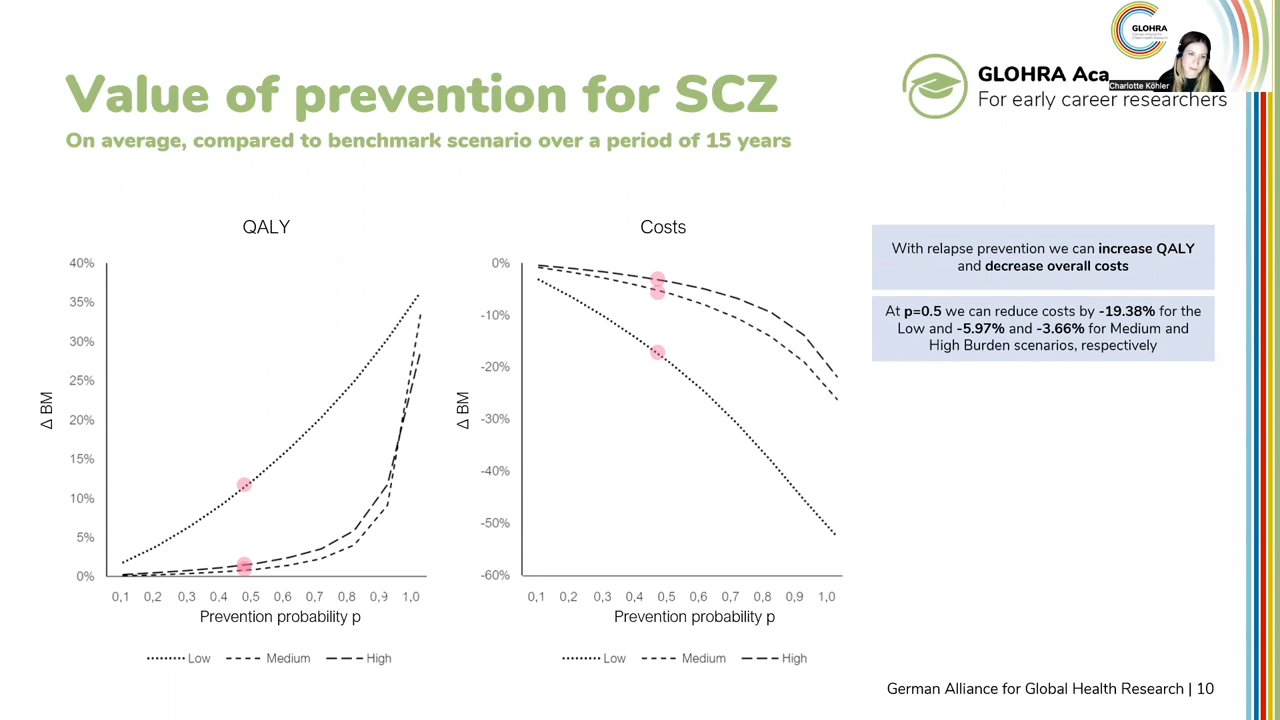 Value of prevention for SCZ
On average, compared to benchmark scenario over a period of 15 years
GLOHRA Aca
For early career researchers
GLOHRA
Charlotte Köhler
QALY
40%
35%
30%
25%
20%
15%
10%
5%
0%
Δ BM
0,1 0,2 0,3 0,4 0,5 0,6 0,7 0,8 0,9 1,0
Prevention probability p
Low Medium High
Costs
0%
-10%
-20%
-30%
-40%
-50%
-60%
Δ BM
0,1 0,2 0,3 0,4 0,5 0,6 0,7 0,8 0,9 1,0
Prevention probability p
Low Medium High
With relapse prevention we can increase QALY
and decrease overall costs
At p=0.5 we can reduce costs by -19.38% for the
Low and -5.97% and -3.66% for Medium and
High Burden scenarios, respectively
German Alliance for Global Health Research | 10